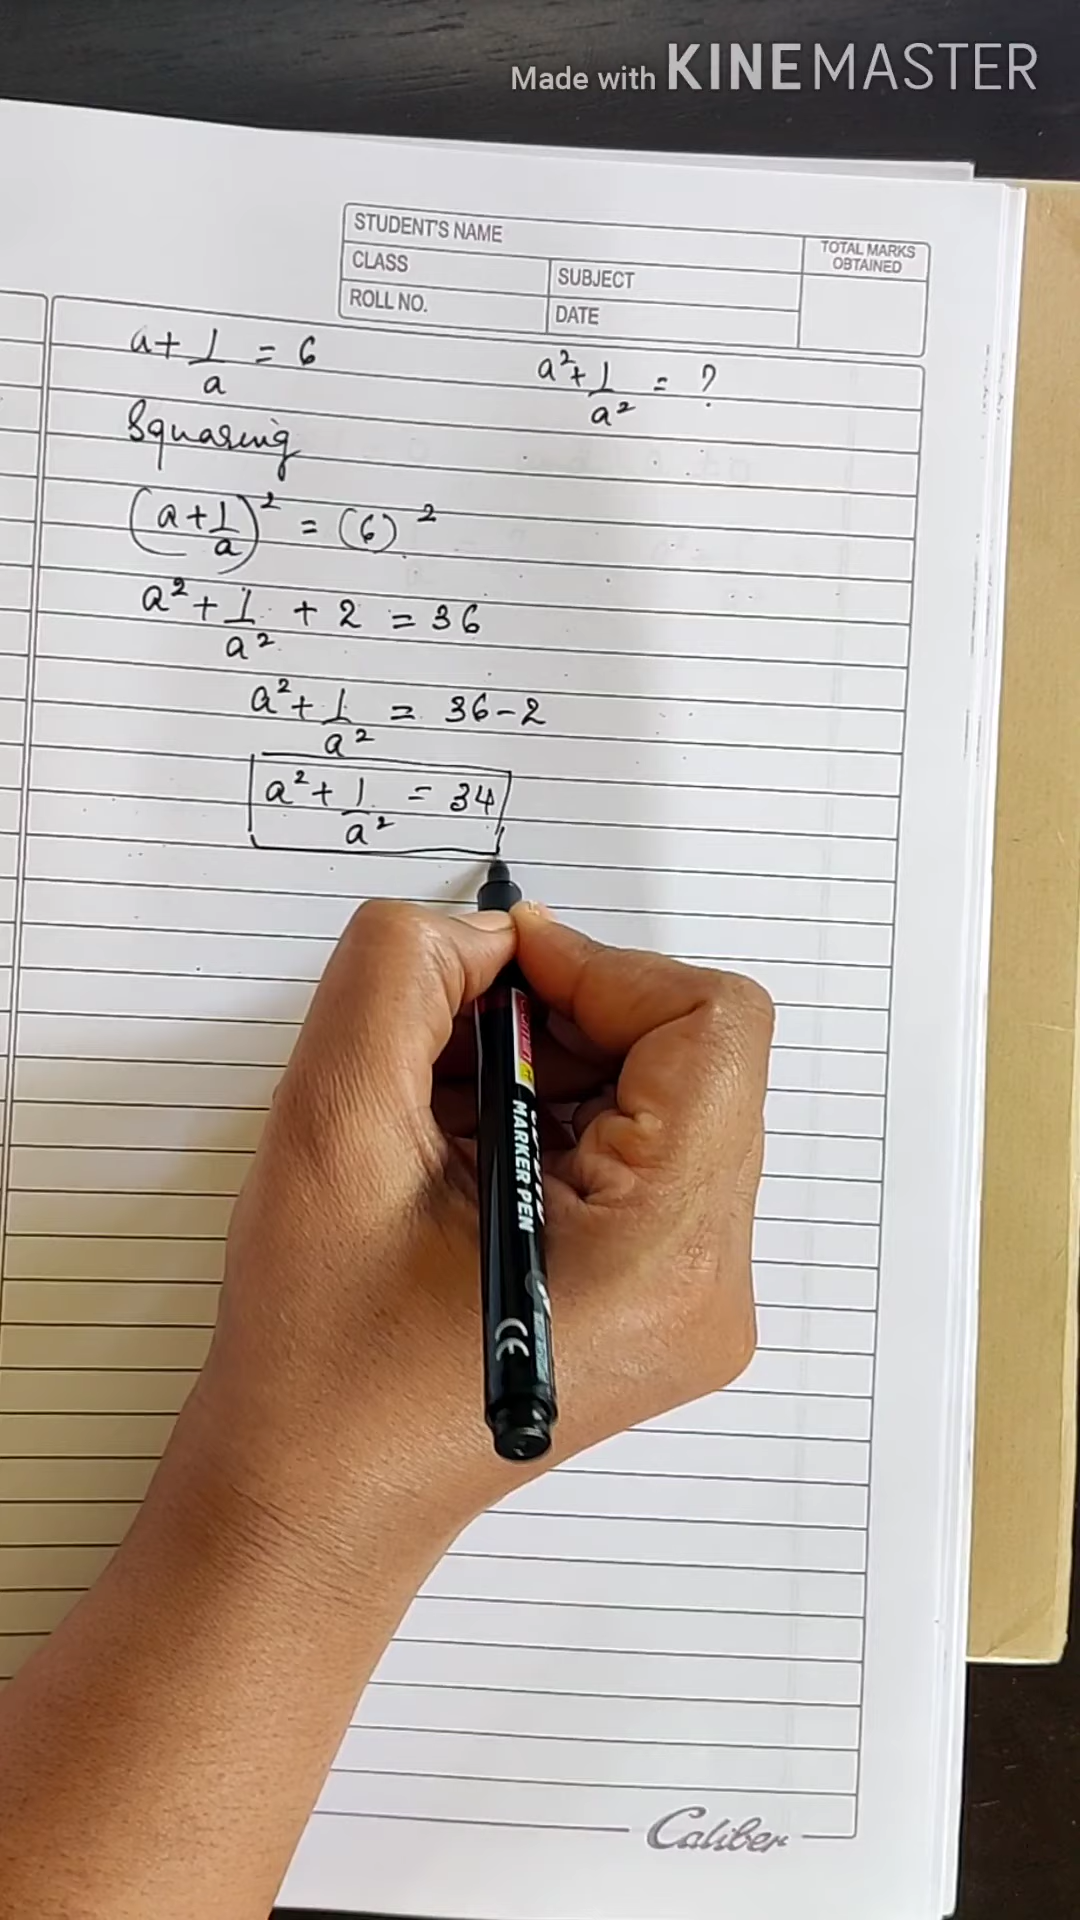 Made with KINEMASTER
STUDENT'S NAME
CLASS
SUBJECT
ROLL NO.
DATE
TOTAL MARKS
OBTAINED
a + 1/a = 6
a² + 1/a² = ?
Squaring
(a + 1/a)² = (6)²
a² + 1/a² + 2 = 36
a² + 1/a² = 36 - 2
a² + 1/a² = 34
MARKER PEN
CE
Caliber